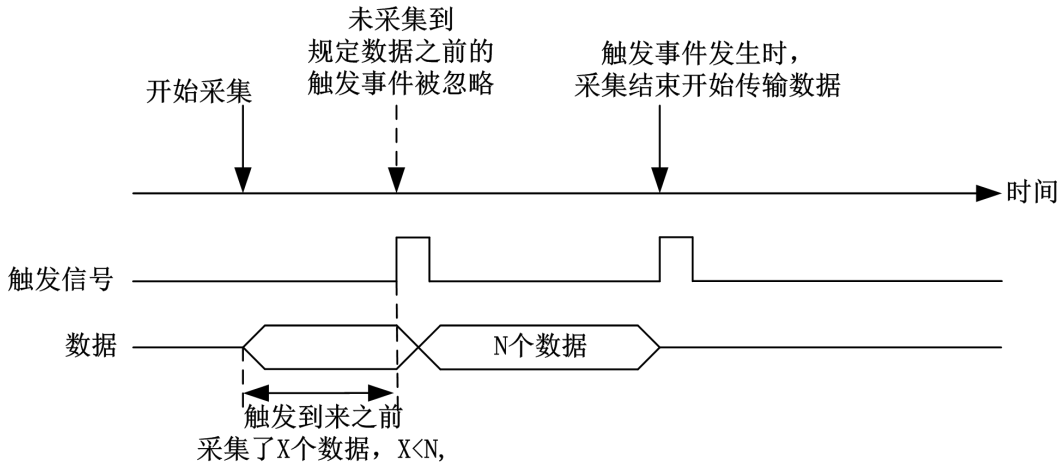 未采集到
规定数据之前的
触发事件被忽略
触发事件发生时，
采集结束开始传输数据
开始采集
时间
触发信号
数据
N个数据
触发到来之前
采集了X个数据，X<N,